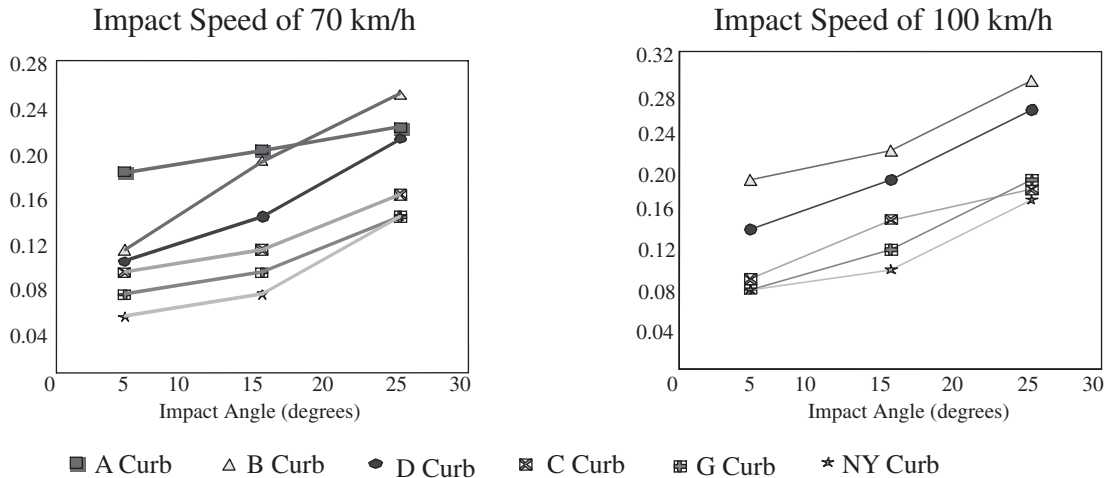 Impact Speed of 70 km/h
0.28
0.24
0.20
0.16
0.12
0.08
0.04
0 5 10 15 20 25 30
Impact Angle (degrees)
Impact Speed of 100 km/h
0.32
0.28
0.24
0.20
0.16
0.12
0.08
0.04
0 5 10 15 20 25 30
Impact Angle (degrees)
A Curb B Curb D Curb C Curb G Curb NY Curb